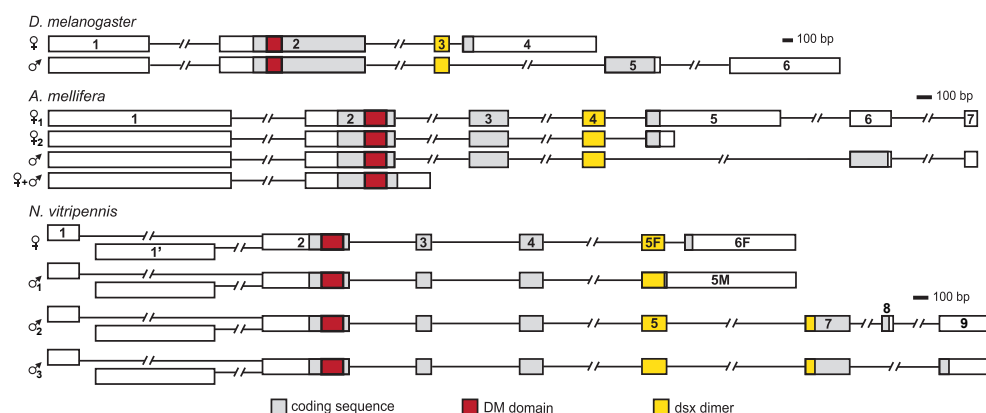 D. melanogaster
♀ 1 2 3 4 100 bp
♂ 5 6
A. mellifera 100 bp
♀1 1 2 3 4 5 6 7
♀2
♂
♀+♂
N. vitripennis
♀ 1 1' 2 3 4 5F 6F
♂1 5M
100 bp
♂2 5 7 8 9
♂3
coding sequence DM domain dsx dimer